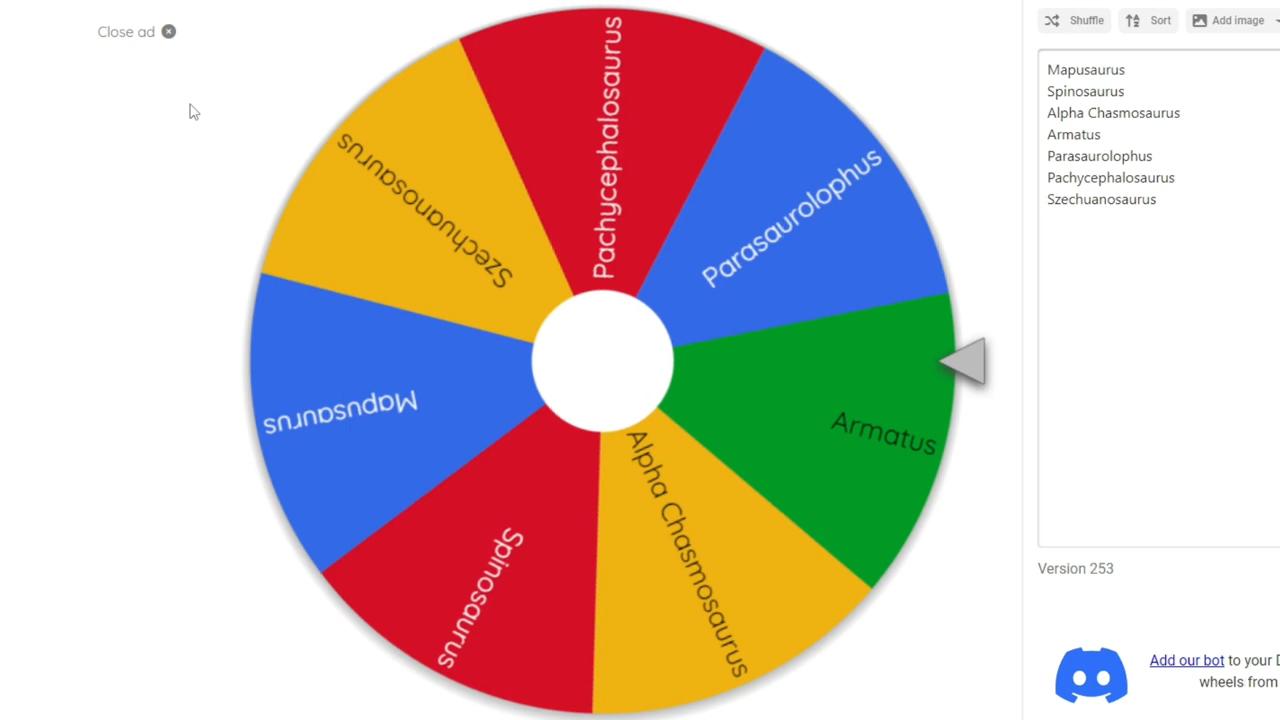 Close ad
Pachycephalosaurus
Parasaurolophus
Armatus
Alpha Chasmosaurus
Spinosaurus
Mapusaurus
Szechuanosaurus
Shuffle
Sort
Add image
Mapusaurus
Spinosaurus
Alpha Chasmosaurus
Armatus
Parasaurolophus
Pachycephalosaurus
Szechuanosaurus
Version 253
Add our bot to your
wheels from